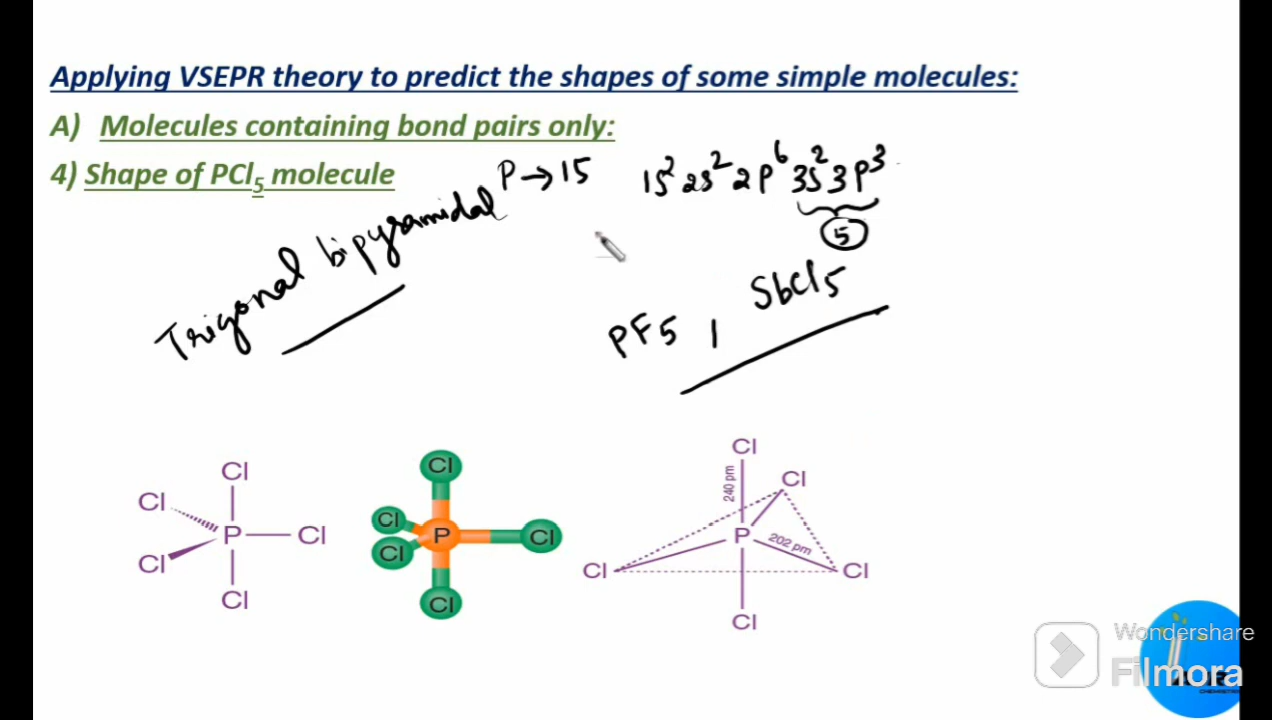 Applying VSEPR theory to predict the shapes of some simple molecules:
A) Molecules containing bond pairs only:
4) Shape of PCl5 molecule
P → 15
1s² 2s² 2p⁶ 3s² 3p³
5
Trigonal bipyramidal
PF5 , SbCl5
Cl
Cl
P
Cl
Cl
Cl
Cl
Cl
P
Cl
Cl
Cl
Cl
240 pm
Cl
P
202 pm
Cl
Cl
Cl
Wondershare
Filmora